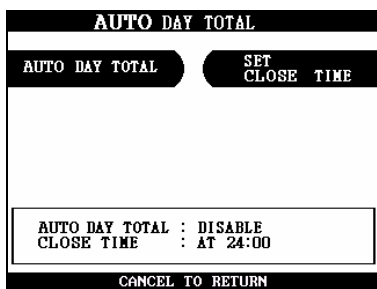 AUTO DAY TOTAL
AUTO DAY TOTAL
SET
CLOSE TIME
AUTO DAY TOTAL : DISABLE
CLOSE TIME : AT 24:00
CANCEL TO RETURN